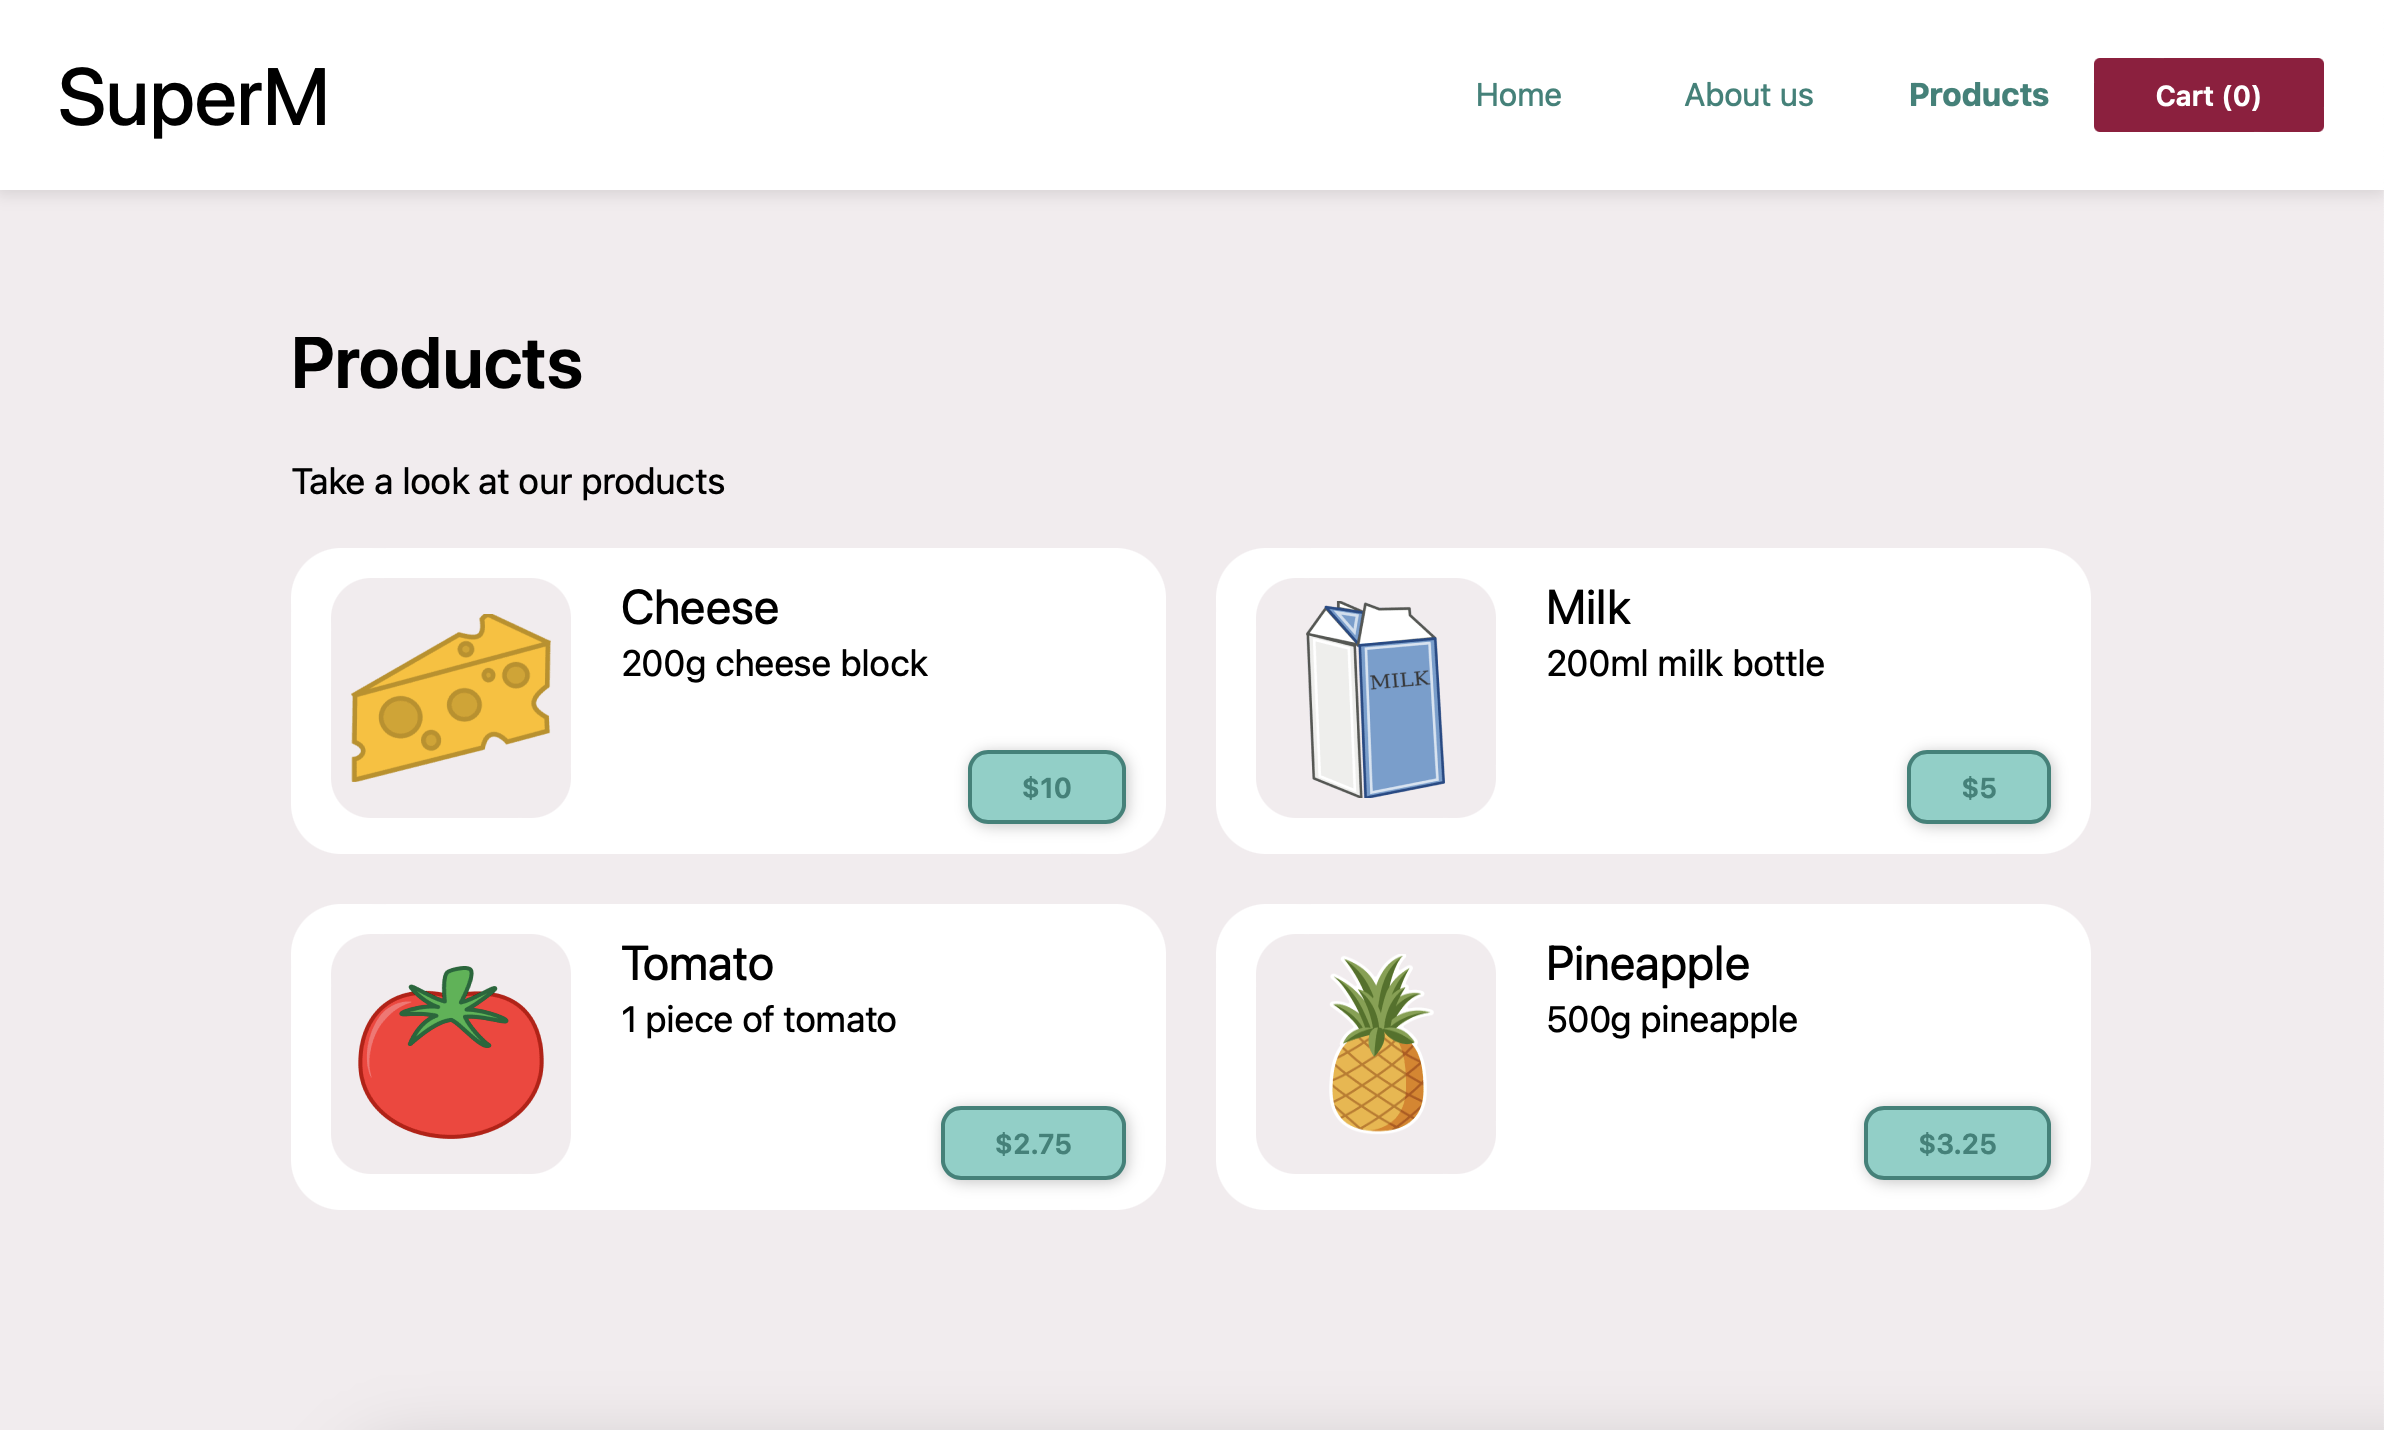 SuperM
Home
About us
Products
Cart (0)
Products
Take a look at our products
Cheese
200g cheese block
$10
Milk
200ml milk bottle
MILK
$5
Tomato
1 piece of tomato
$2.75
Pineapple
500g pineapple
$3.25